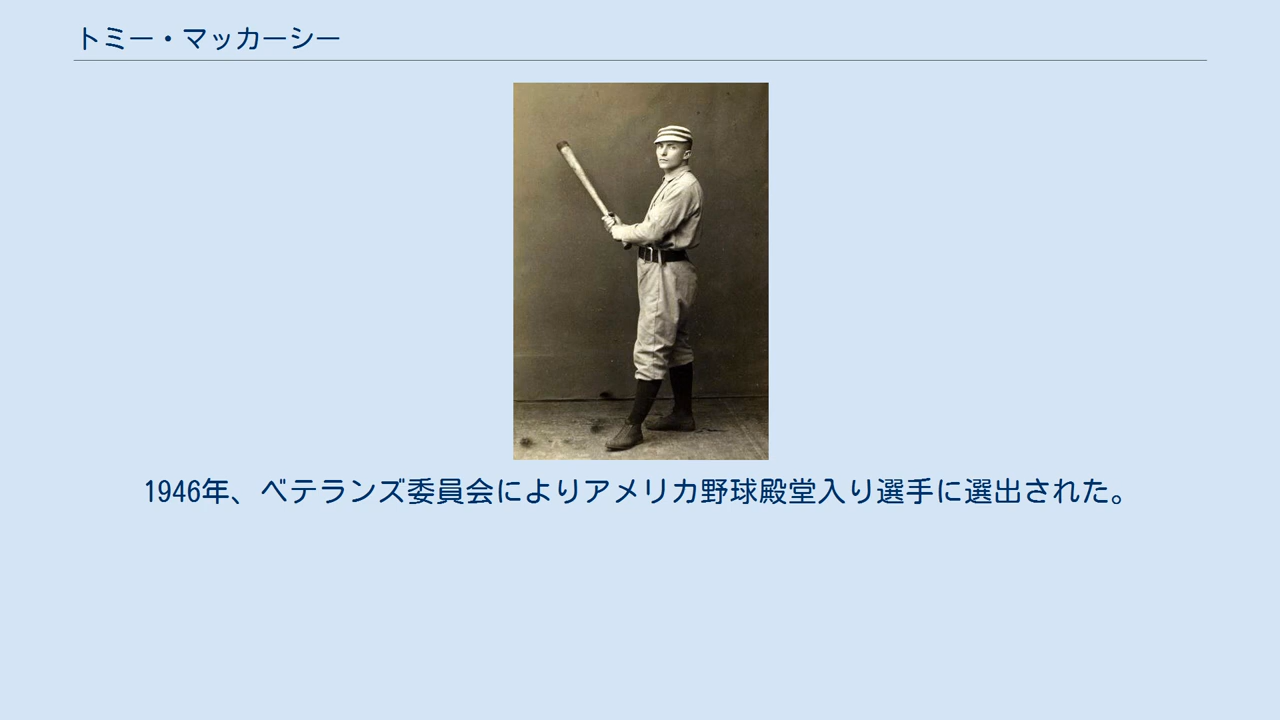 トミー・マッカーシー
1946年、ベテランズ委員会によりアメリカ野球殿堂入り選手に選出された。